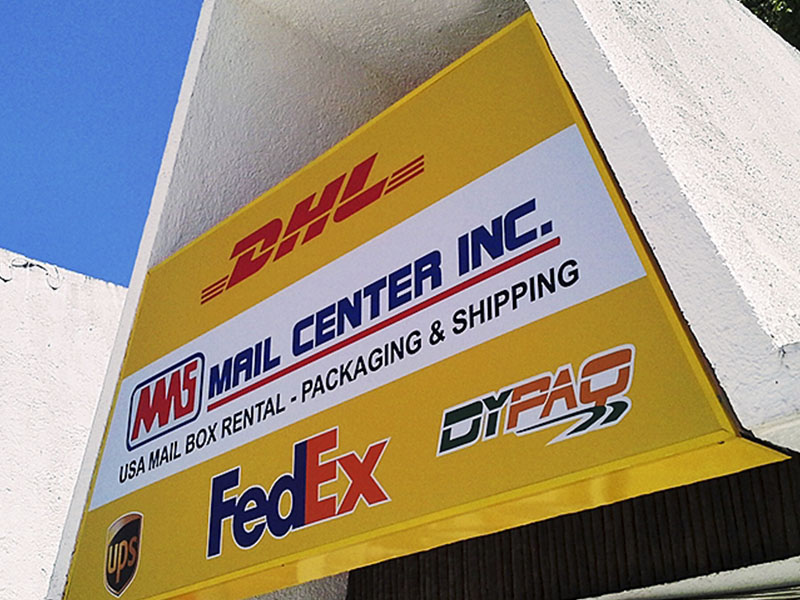 DHL
MAS MAIL CENTER INC.
USA MAIL BOX RENTAL - PACKAGING & SHIPPING
FedEx
DYPAQ
ups